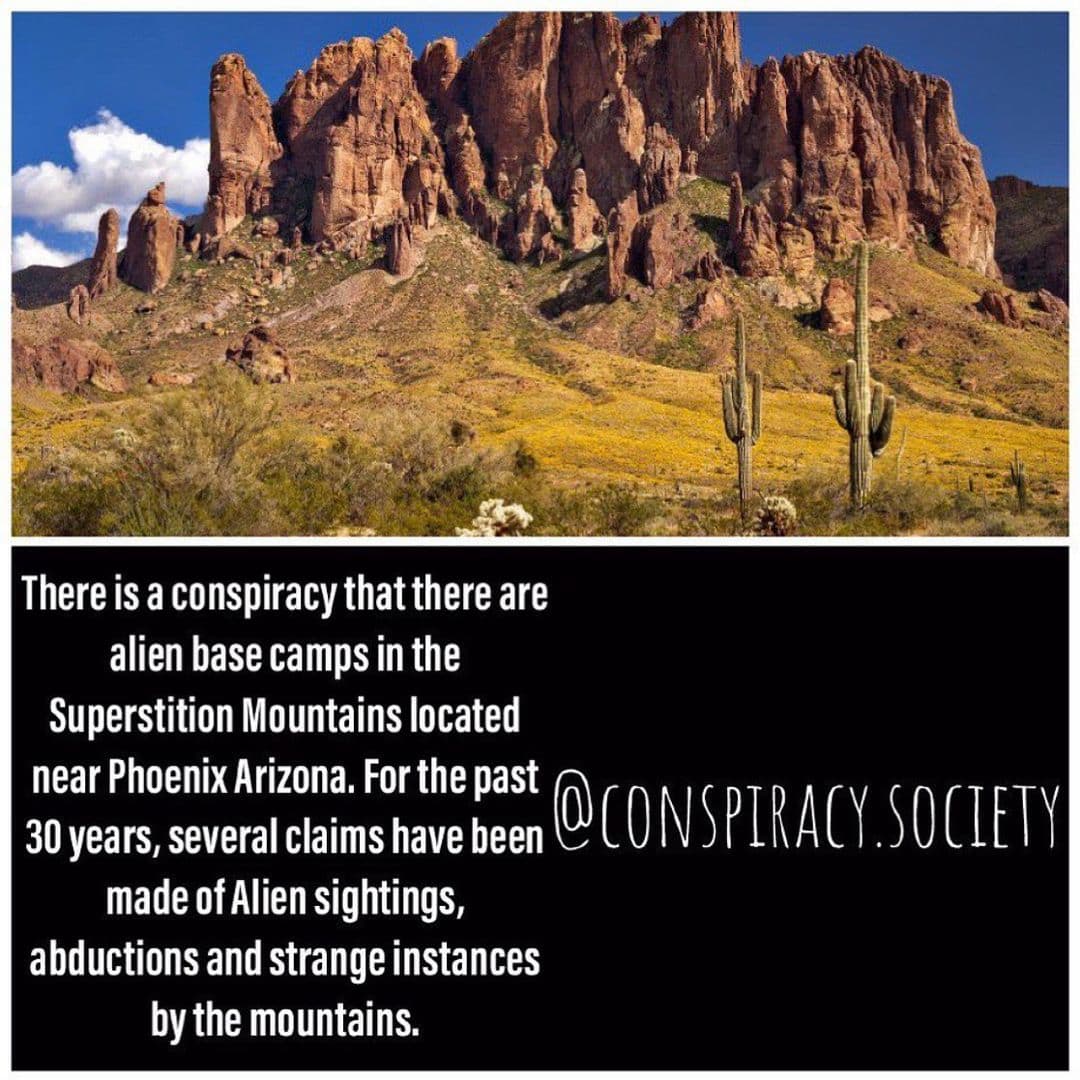 There is a conspiracy that there are
alien base camps in the
Superstition Mountains located
near Phoenix Arizona. For the past
30 years, several claims have been
made of Alien sightings,
abductions and strange instances
by the mountains.
@CONSPIRACY.SOCIETY